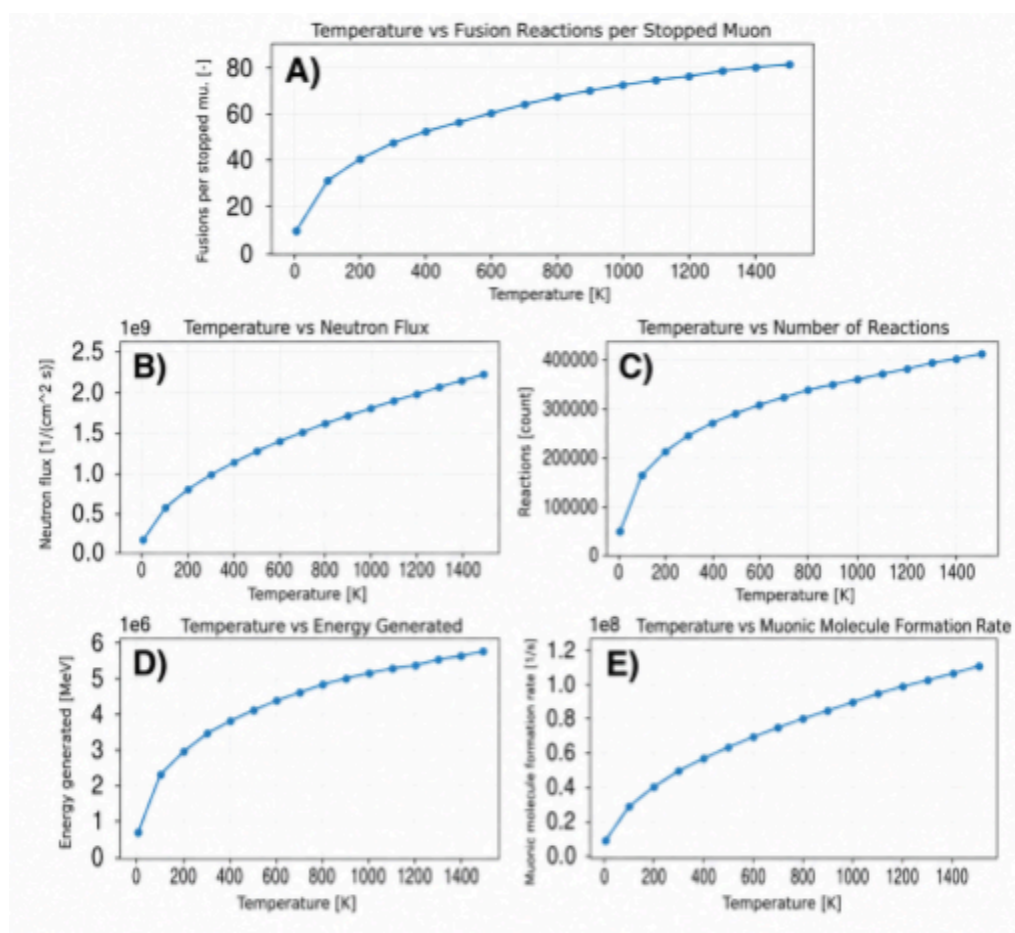 Temperature vs Fusion Reactions per Stopped Muon
A)
Fusions per stopped mu. [-]
80
60
40
20
0
0 200 400 600 800 1000 1200 1400
Temperature [K]
1e9 Temperature vs Neutron Flux
B)
Neutron flux [1/(cm^2 s)]
2.5
2.0
1.5
1.0
0.5
0.0
0 200 400 600 800 1000 1200 1400
Temperature [K]
Temperature vs Number of Reactions
C)
Reactions [count]
400000
300000
200000
100000
0
0 200 400 600 800 1000 1200 1400
Temperature [K]
1e6 Temperature vs Energy Generated
D)
Energy generated [MeV]
6
5
4
3
2
1
0
0 200 400 600 800 1000 1200 1400
Temperature [K]
1e8 Temperature vs Muonic Molecule Formation Rate
E)
Muonic molecule formation rate [1/s]
1.2
1.0
0.8
0.6
0.4
0.2
0.0
0 200 400 600 800 1000 1200 1400
Temperature [K]